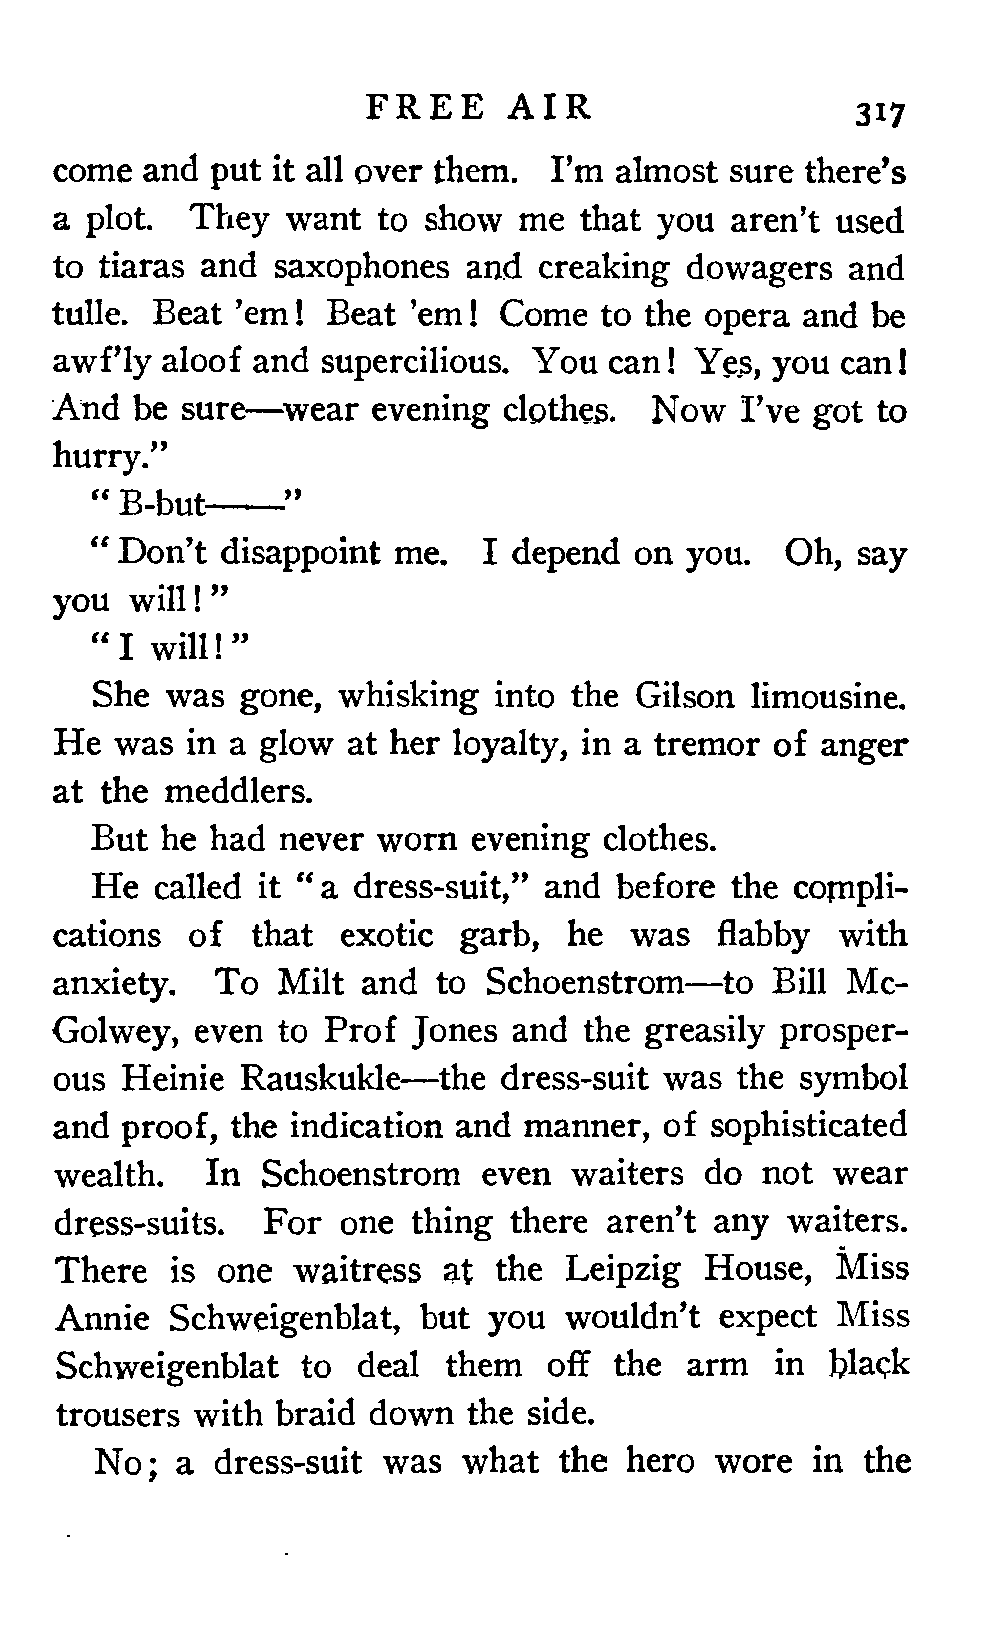 FREE AIR 317
come and put it all over them. I'm almost sure there's
a plot. They want to show me that you aren't used
to tiaras and saxophones and creaking dowagers and
tulle. Beat 'em! Beat 'em! Come to the opera and be
awf'ly aloof and supercilious. You can! Yes, you can!
And be sure—wear evening clothes. Now I've got to
hurry."
"B-but——"
"Don't disappoint me. I depend on you. Oh, say
you will!"
"I will!"
She was gone, whisking into the Gilson limousine.
He was in a glow at her loyalty, in a tremor of anger
at the meddlers.
But he had never worn evening clothes.
He called it "a dress-suit," and before the compli-
cations of that exotic garb, he was flabby with
anxiety. To Milt and to Schoenstrom—to Bill Mc-
Golwey, even to Prof Jones and the greasily prosper-
ous Heinie Rauskukle—the dress-suit was the symbol
and proof, the indication and manner, of sophisticated
wealth. In Schoenstrom even waiters do not wear
dress-suits. For one thing there aren't any waiters.
There is one waitress at the Leipzig House, Miss
Annie Schweigenblat, but you wouldn't expect Miss
Schweigenblat to deal them off the arm in black
trousers with braid down the side.
No; a dress-suit was what the hero wore in the